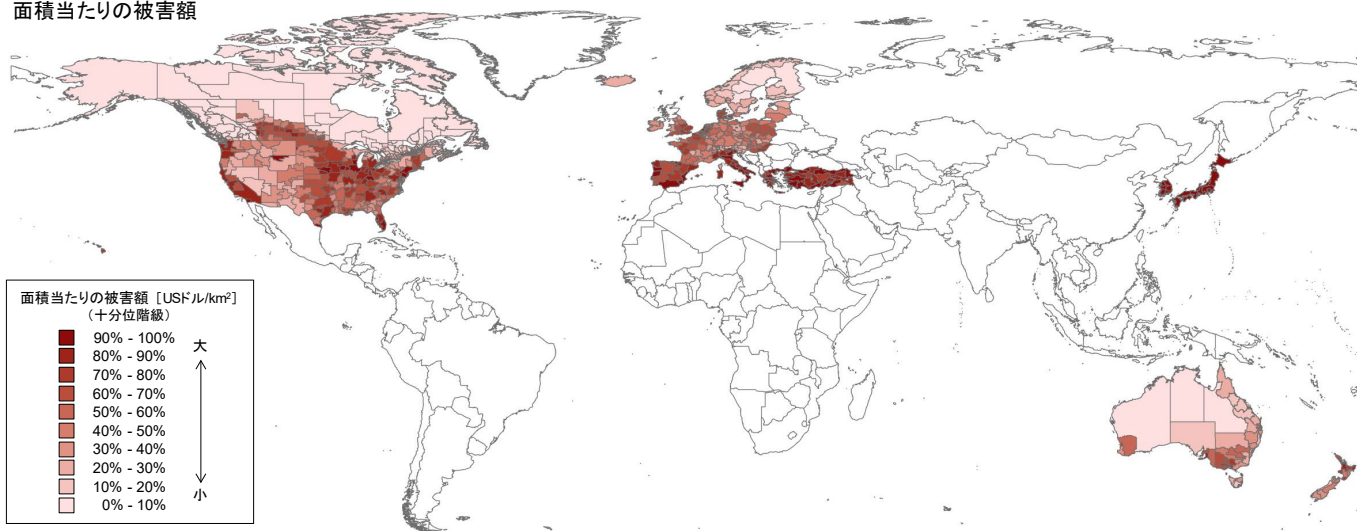 面積当たりの被害額
面積当たりの被害額 [USドル/km²]
(十分位階級)
90% - 100%
大
80% - 90%
70% - 80%
60% - 70%
50% - 60%
40% - 50%
30% - 40%
20% - 30%
10% - 20%
小
0% - 10%